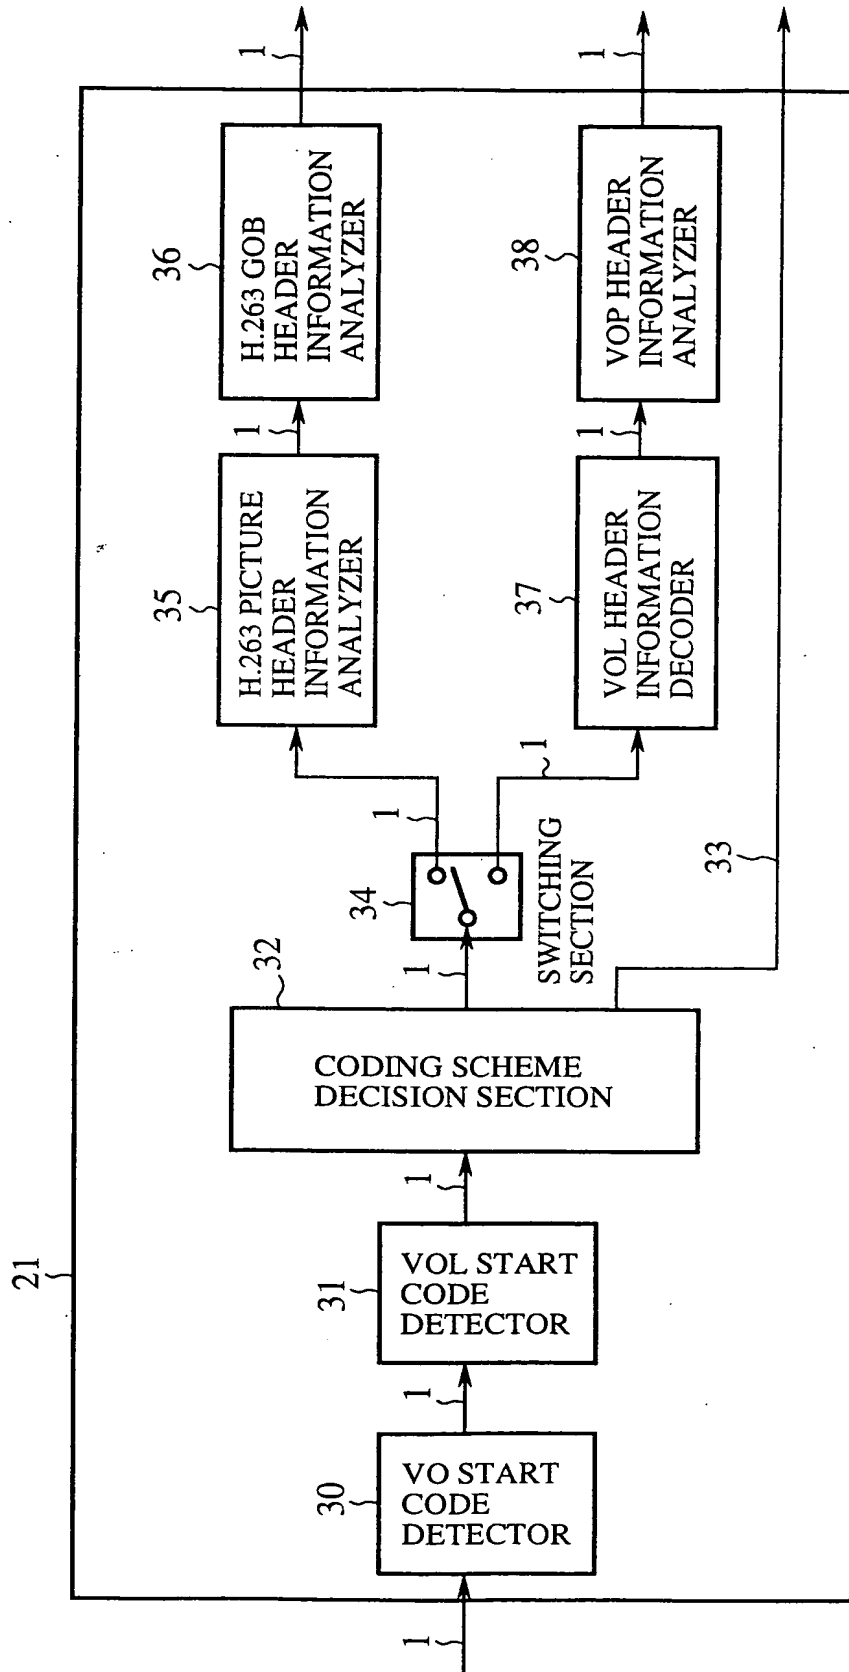 21
1
30
VO START
CODE
DETECTOR
1
31
VOL START
CODE
DETECTOR
1
32
CODING SCHEME
DECISION SECTION
1
34
SWITCHING
SECTION
33
1
35
H.263 PICTURE
HEADER
INFORMATION
ANALYZER
1
36
H.263 GOB
HEADER
INFORMATION
ANALYZER
1
1
37
VOL HEADER
INFORMATION
DECODER
1
38
VOP HEADER
INFORMATION
ANALYZER
1